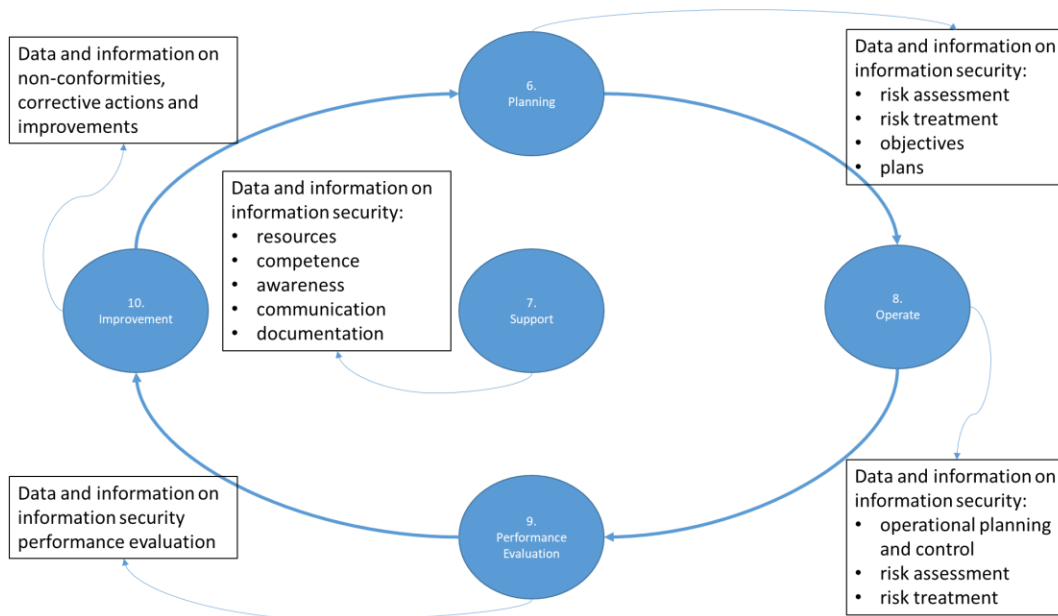 Data and information on
non-conformities,
corrective actions and
improvements
6.
Planning
Data and information on
information security:
• risk assessment
• risk treatment
• objectives
• plans
Data and information on
information security:
• resources
• competence
• awareness
• communication
• documentation
10.
Improvement
7.
Support
8.
Operate
Data and information on
information security
performance evaluation
9.
Performance
Evaluation
Data and information on
information security:
• operational planning
and control
• risk assessment
• risk treatment